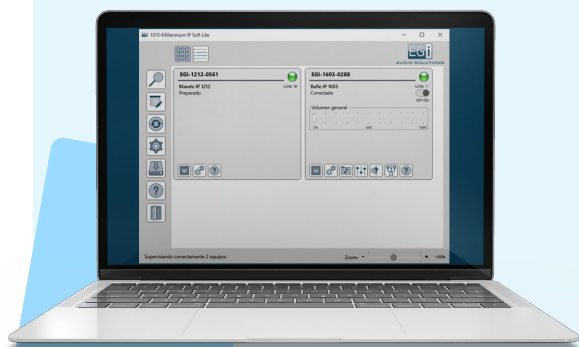 1810-Millennium IP Soft Lite
EGi
AUDIO SOLUTIONS
EGI-1212-0561
Mando IP 1212
Link:
Preparado
EGI-1603-0288
Bafle IP 1603
Link:
Conectado
OFF ON
Volumen general
0%
50%
100%
Supervisando correctamente 2 equipos
Zoom:
100%